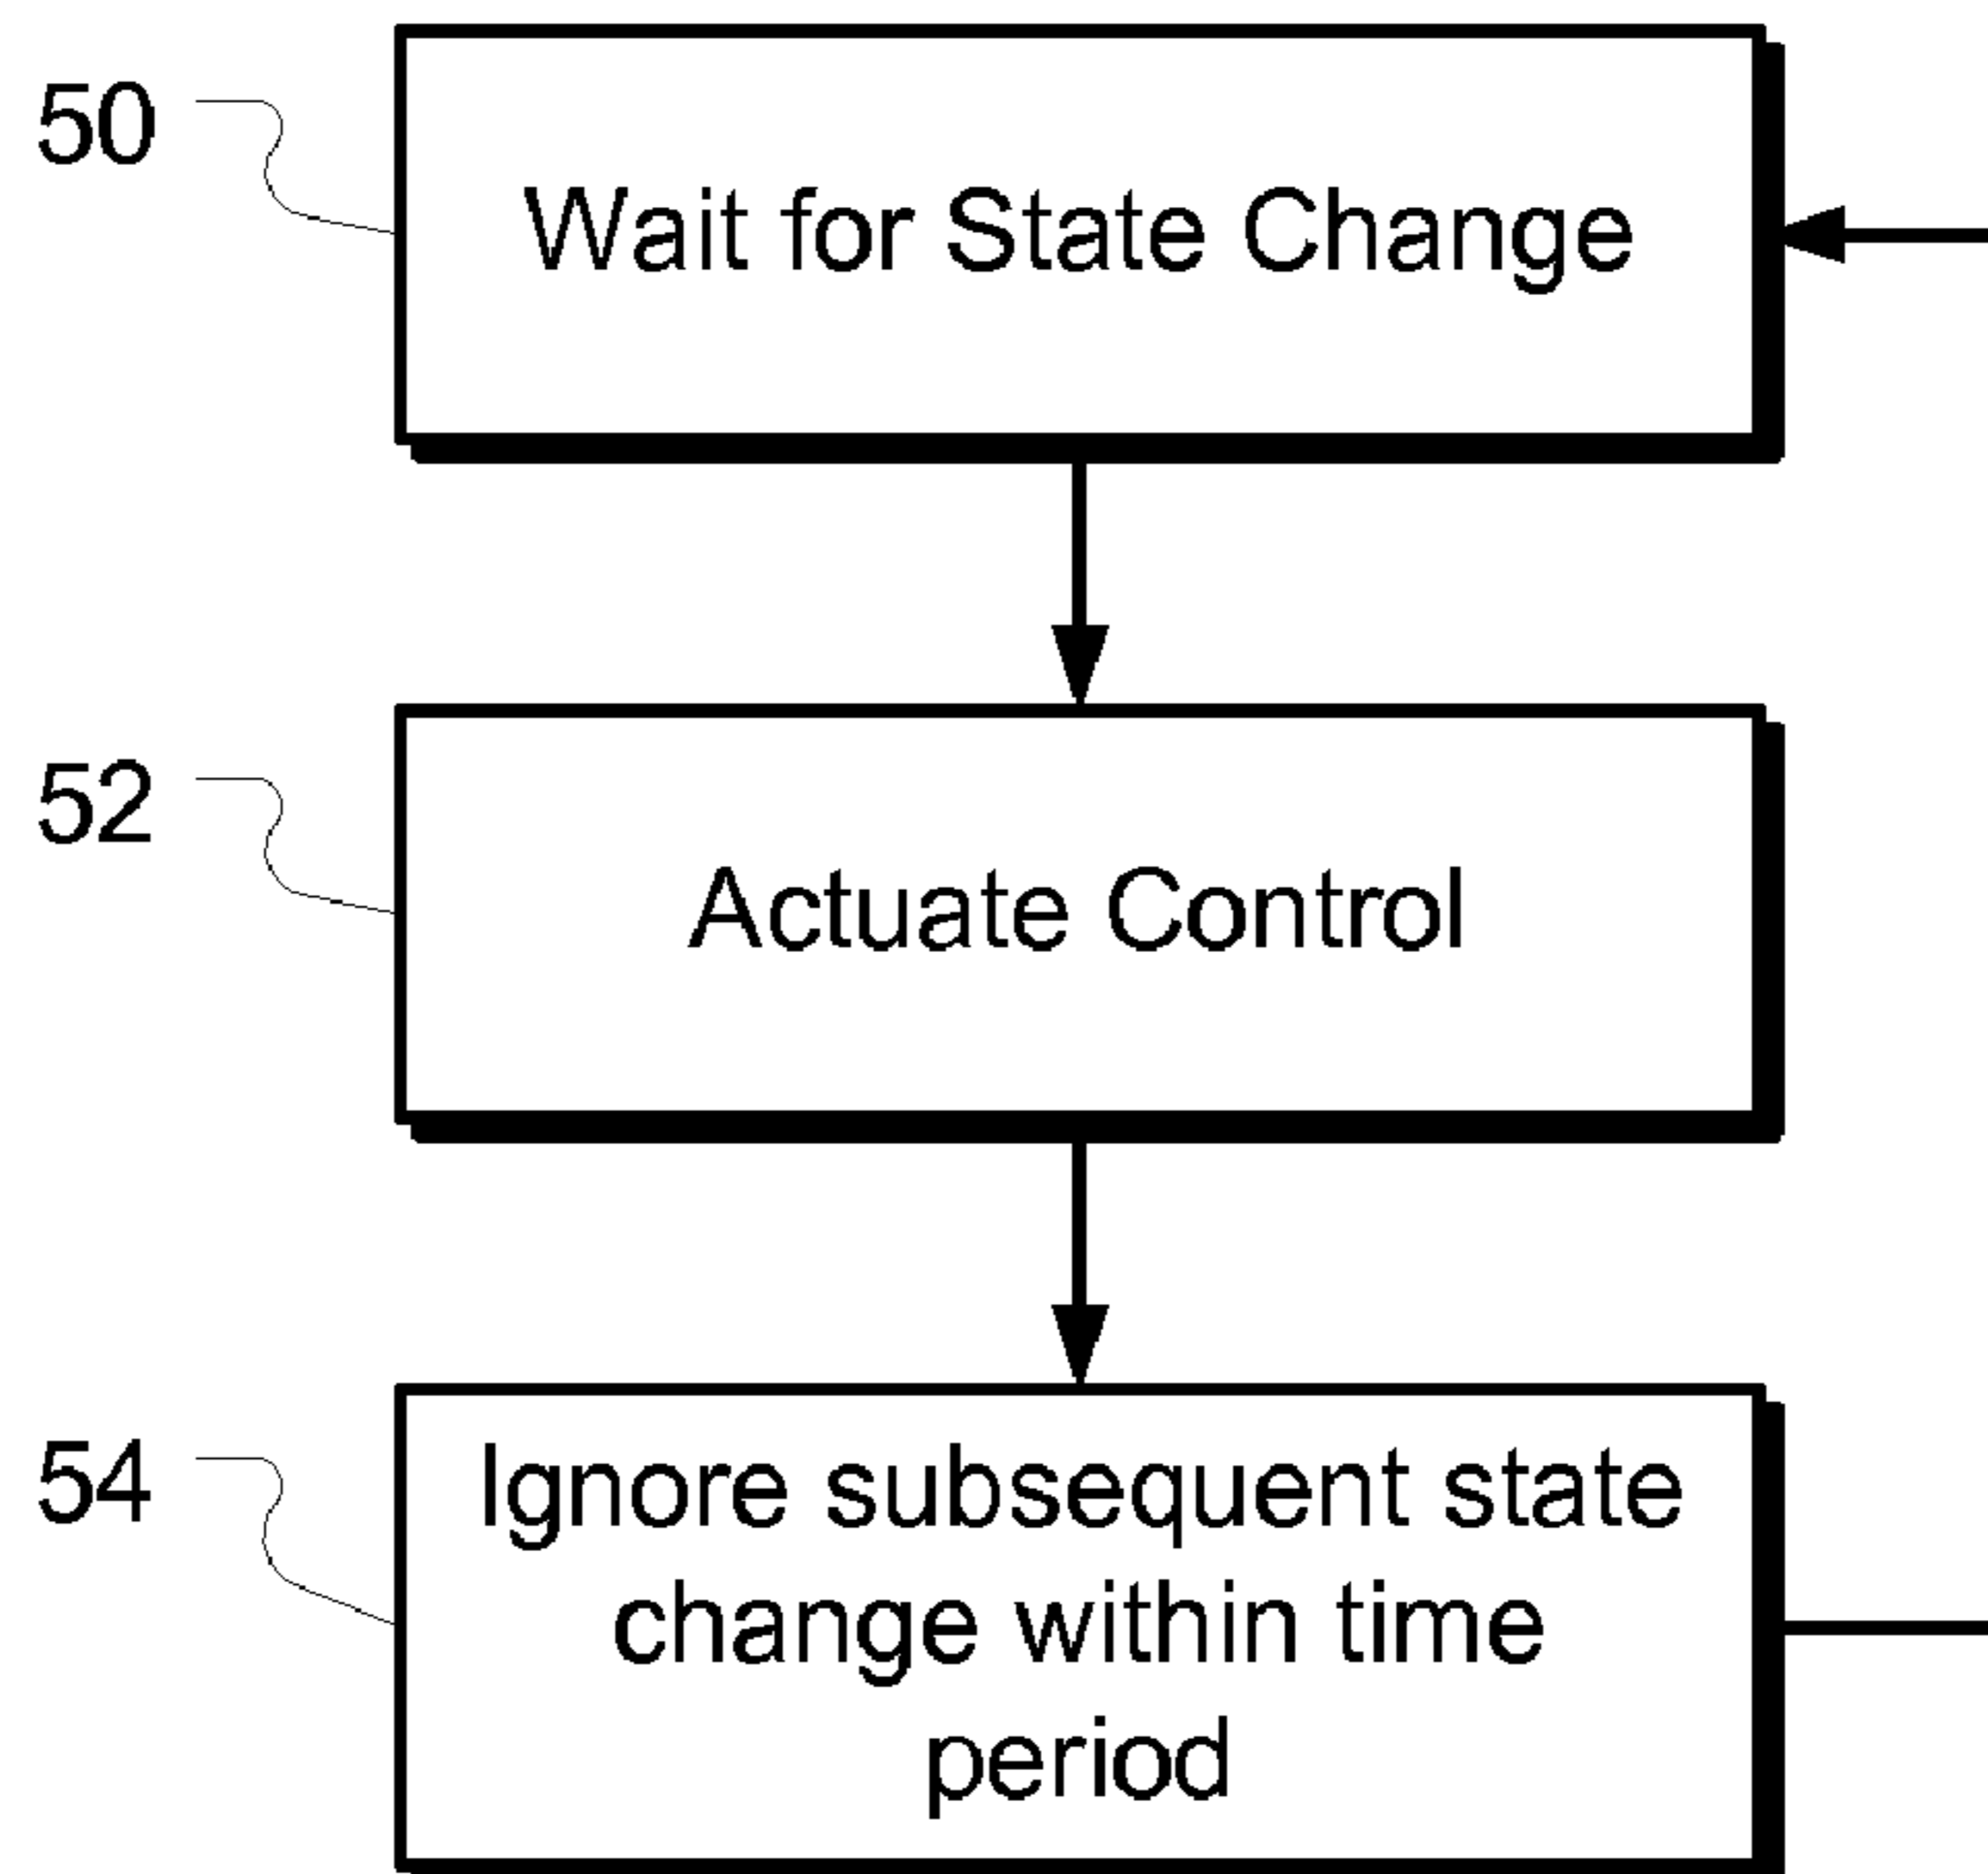 50
Wait for State Change
52
Actuate Control
54
Ignore subsequent state
change within time
period